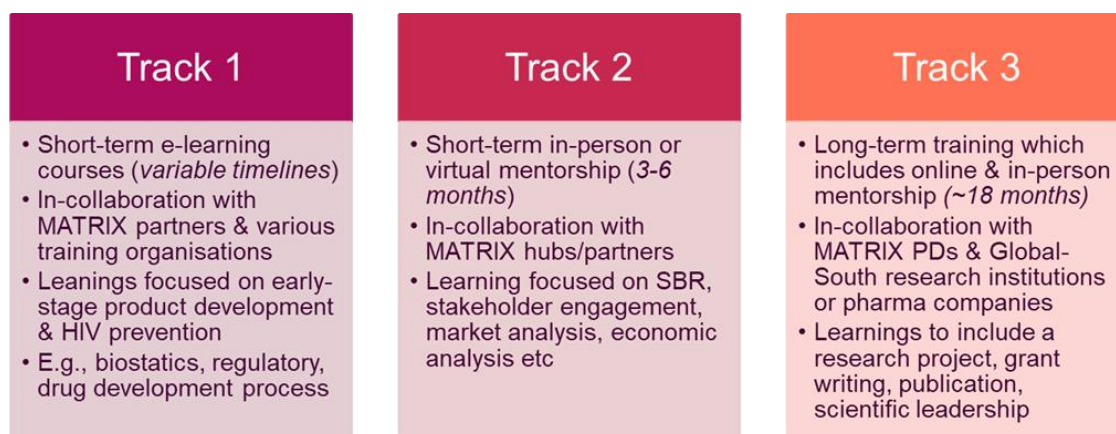 Track 1
• Short-term e-learning
courses (variable timelines)
• In-collaboration with
MATRIX partners & various
training organisations
• Leanings focused on early-
stage product development
& HIV prevention
• E.g., biostatics, regulatory,
drug development process
Track 2
• Short-term in-person or
virtual mentorship (3-6
months)
• In-collaboration with
MATRIX hubs/partners
• Learning focused on SBR,
stakeholder engagement,
market analysis, economic
analysis etc
Track 3
• Long-term training which
includes online & in-person
mentorship (~18 months)
• In-collaboration with
MATRIX PDs & Global-
South research institutions
or pharma companies
• Learnings to include a
research project, grant
writing, publication,
scientific leadership